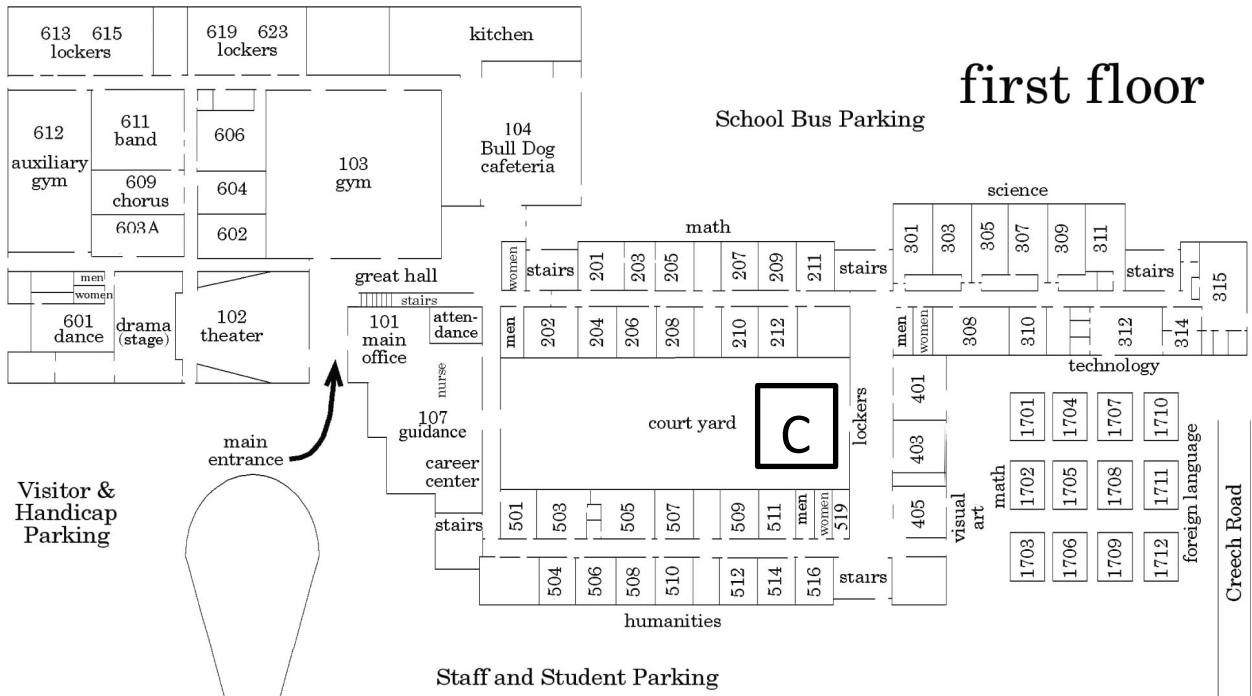 first floor
613 615
lockers
619 623
lockers
kitchen
School Bus Parking
612
auxiliary
gym
611
band
606
103
gym
104
Bull Dog
cafeteria
609
chorus
604
603A
602
science
301
303
305
307
309
311
math
women
stairs
201
203
205
207
209
211
stairs
stairs
315
great hall
stairs
men
women
601
dance
drama
(stage)
102
theater
101
main
office
atten-
dance
men
202
204
206
208
210
212
men
women
308
310
312
314
technology
nurse
107
guidance
career
center
stairs
court yard
C
lockers
401
403
405
visual
art
main
entrance
Visitor &
Handicap
Parking
501
503
505
507
509
511
men
women
519
504
506
508
510
512
514
516
stairs
humanities
math
1701
1704
1707
1710
1702
1705
1708
1711
1703
1706
1709
1712
foreign language
Creech Road
Staff and Student Parking